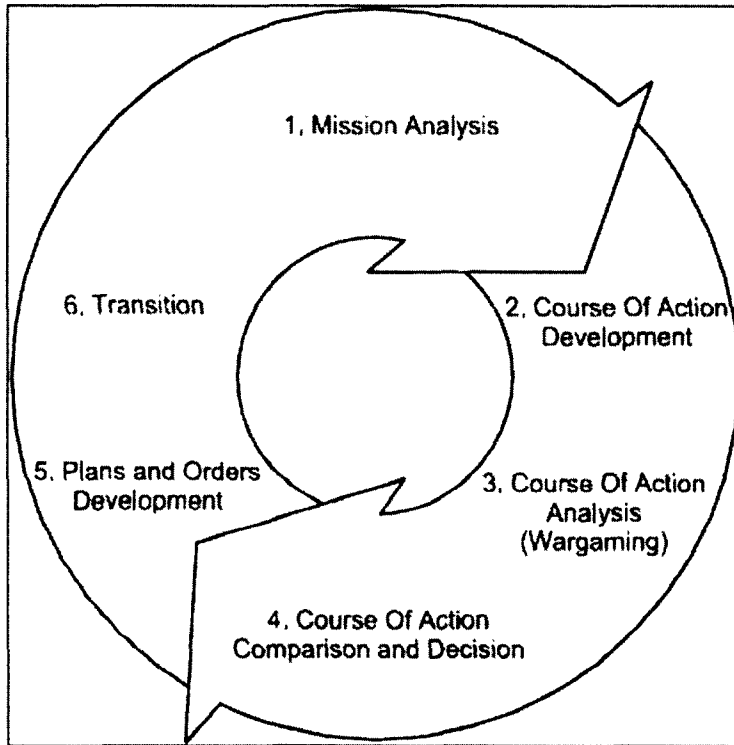 1. Mission Analysis
2. Course Of Action
Development
3. Course Of Action
Analysis
(Wargaming)
4. Course Of Action
Comparison and Decision
5. Plans and Orders
Development
6. Transition